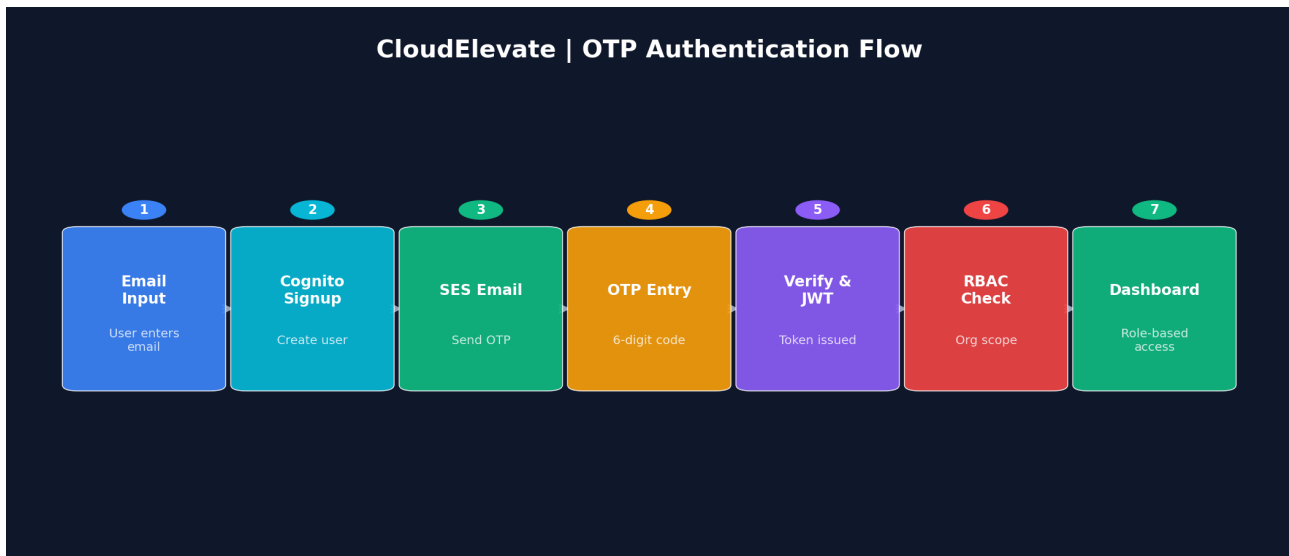 CloudElevate | OTP Authentication Flow
1
Email
Input
User enters
email
2
Cognito
Signup
Create user
3
SES Email
Send OTP
4
OTP Entry
6-digit code
5
Verify &
JWT
Token issued
6
RBAC
Check
Org scope
7
Dashboard
Role-based
access